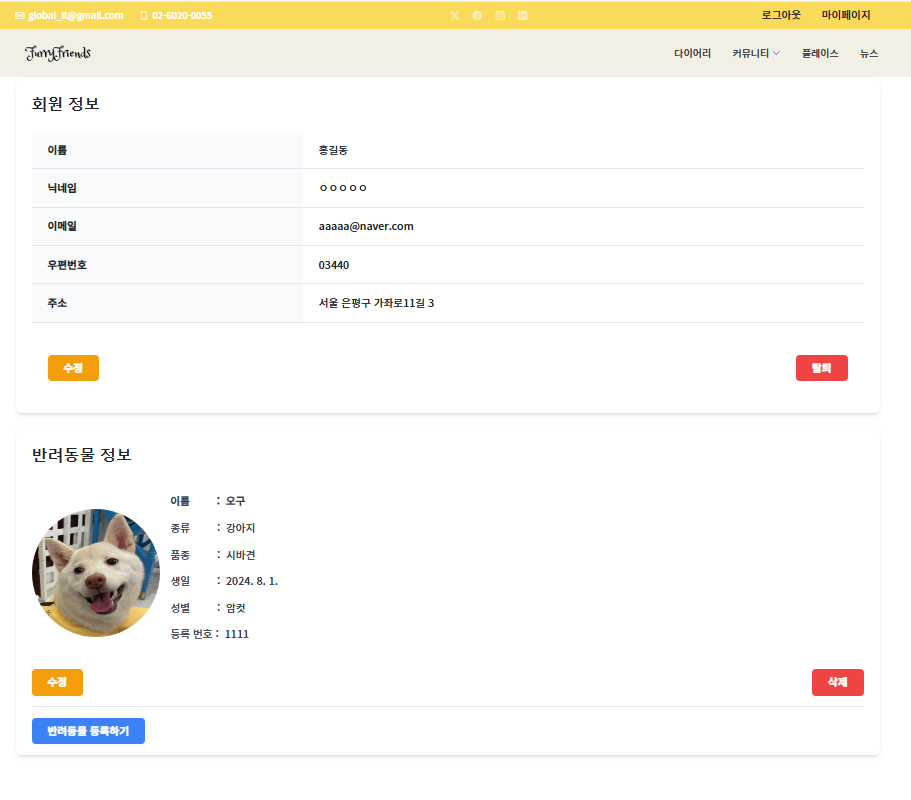 global_it@gmail.com 02-6020-0055 로그아웃 마이페이지
FurryFriends 다이어리 커뮤니티 플레이스 뉴스
회원 정보
이름 홍길동
닉네임 ㅇㅇㅇㅇㅇ
이메일 aaaaa@naver.com
우편번호 03440
주소 서울 은평구 가좌로11길 3
수정 탈퇴
반려동물 정보
이름 : 오구
종류 : 강아지
품종 : 시바견
생일 : 2024. 8. 1.
성별 : 암컷
등록 번호 : 1111
수정 삭제
반려동물 등록하기